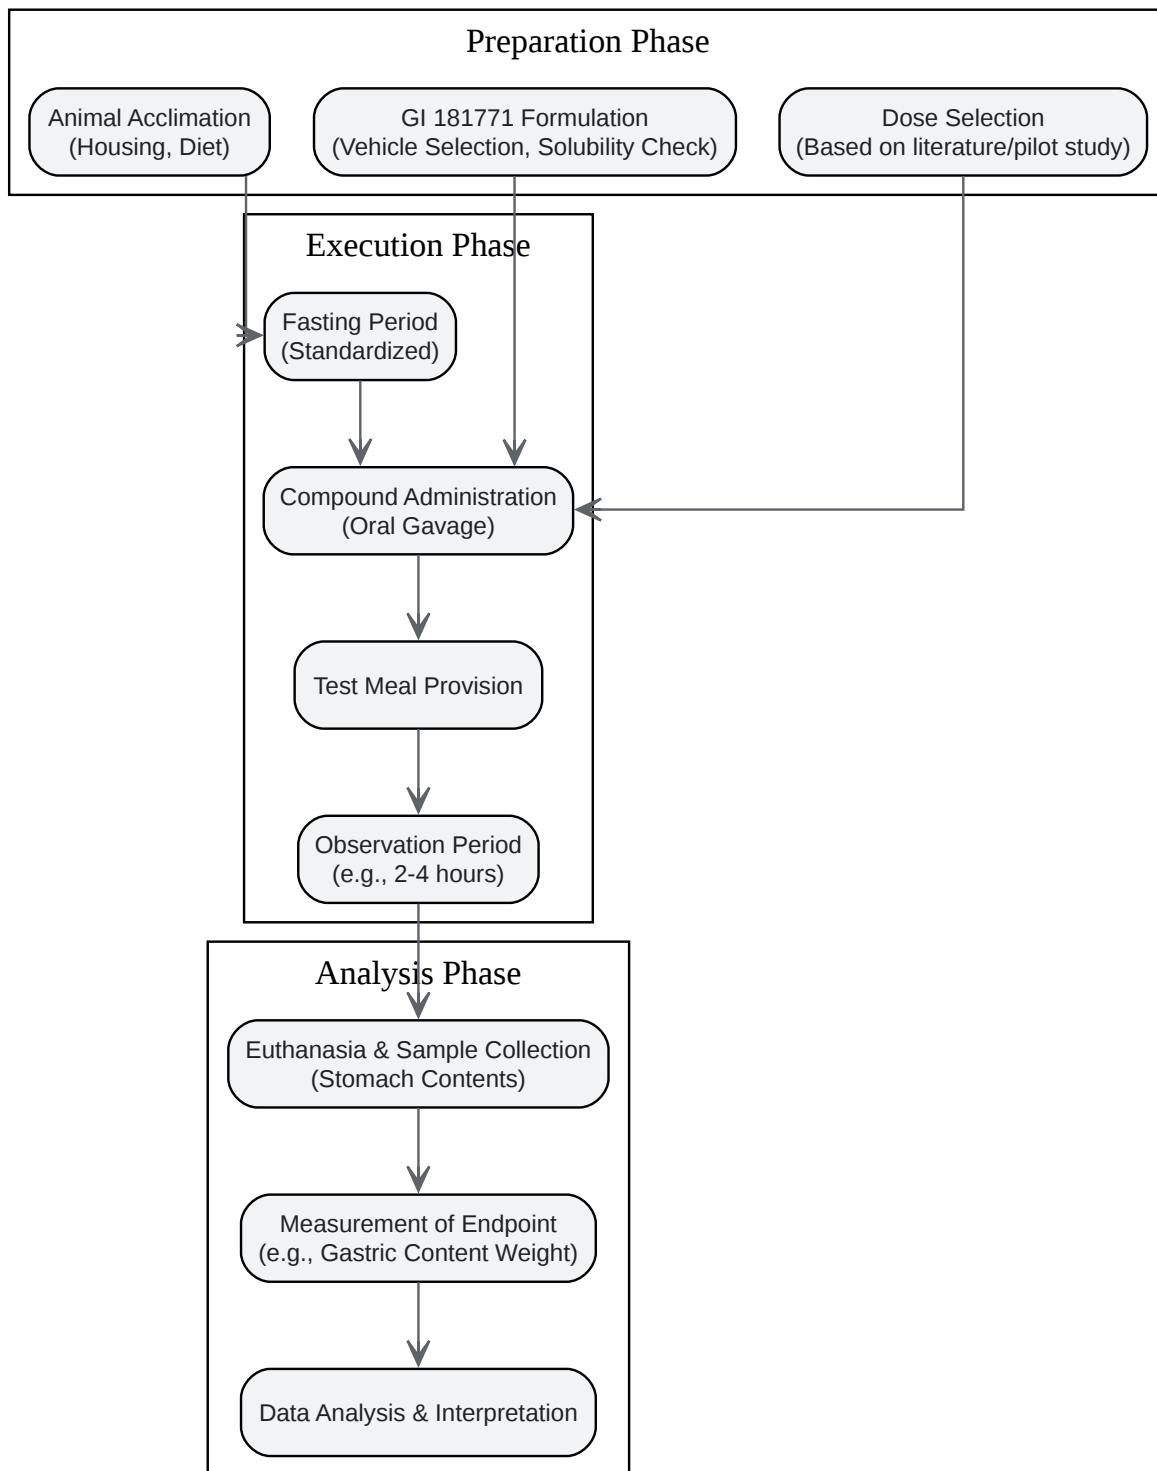 Preparation Phase
Animal Acclimation
(Housing, Diet)
GI 181771 Formulation
(Vehicle Selection, Solubility Check)
Dose Selection
(Based on literature/pilot study)
Execution Phase
Fasting Period
(Standardized)
Compound Administration
(Oral Gavage)
Test Meal Provision
Observation Period
(e.g., 2-4 hours)
Analysis Phase
Euthanasia & Sample Collection
(Stomach Contents)
Measurement of Endpoint
(e.g., Gastric Content Weight)
Data Analysis & Interpretation